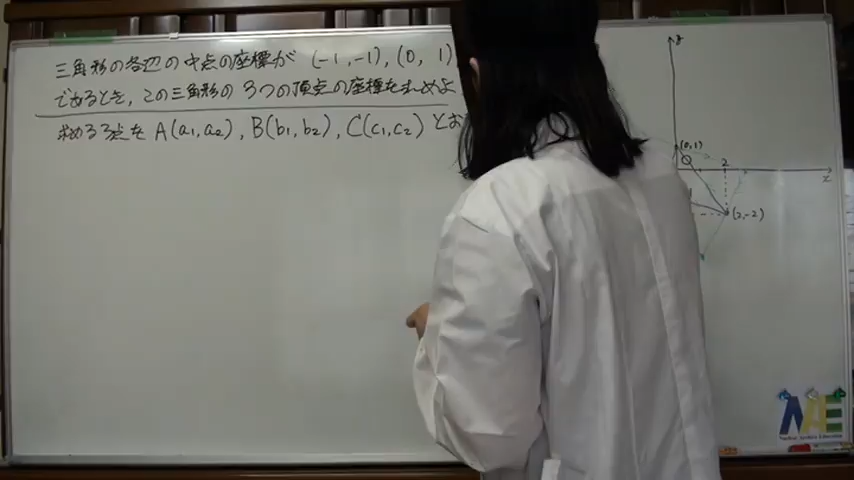 三角形の各辺の中点の座標が (-1,-1),(0, 1)
であるとき,この三角形の 3つの頂点の座標を求めよ
求める3点を A(a₁,a₂), B(b₁,b₂), C(c₁,c₂) とお
y
(0,1)
2
x
(2,-2)
NAE